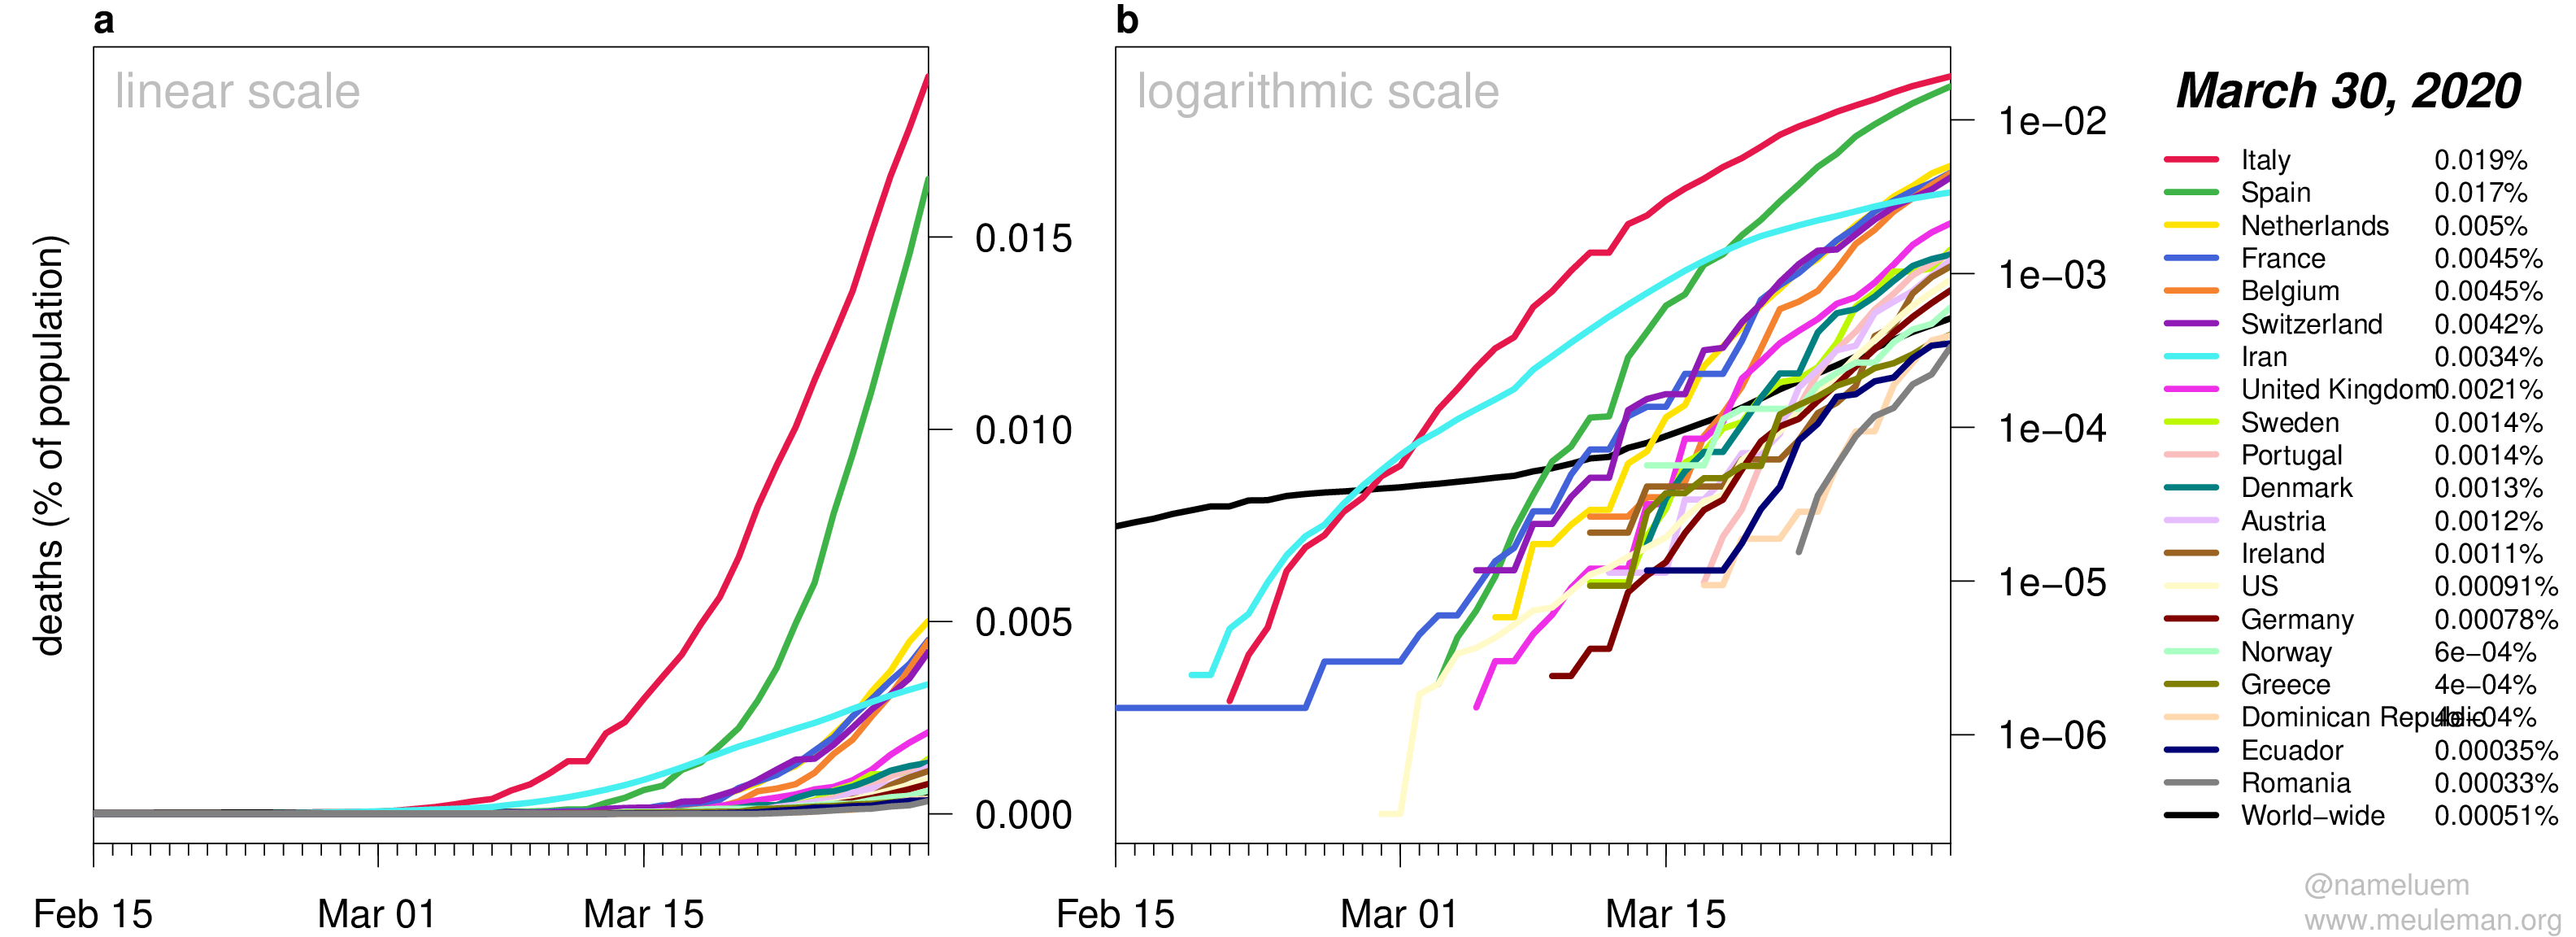 a
linear scale
deaths (% of population)
0.015
0.010
0.005
0.000
Feb 15
Mar 01
Mar 15
b
logarithmic scale
1e−02
1e−03
1e−04
1e−05
1e−06
Feb 15
Mar 01
Mar 15
March 30, 2020
Italy 0.019%
Spain 0.017%
Netherlands 0.005%
France 0.0045%
Belgium 0.0045%
Switzerland 0.0042%
Iran 0.0034%
United Kingdom 0.0021%
Sweden 0.0014%
Portugal 0.0014%
Denmark 0.0013%
Austria 0.0012%
Ireland 0.0011%
US 0.00091%
Germany 0.00078%
Norway 6e−04%
Greece 4e−04%
Dominican Republic 4e−04%
Ecuador 0.00035%
Romania 0.00033%
World−wide 0.00051%
@nameluem
www.meuleman.org